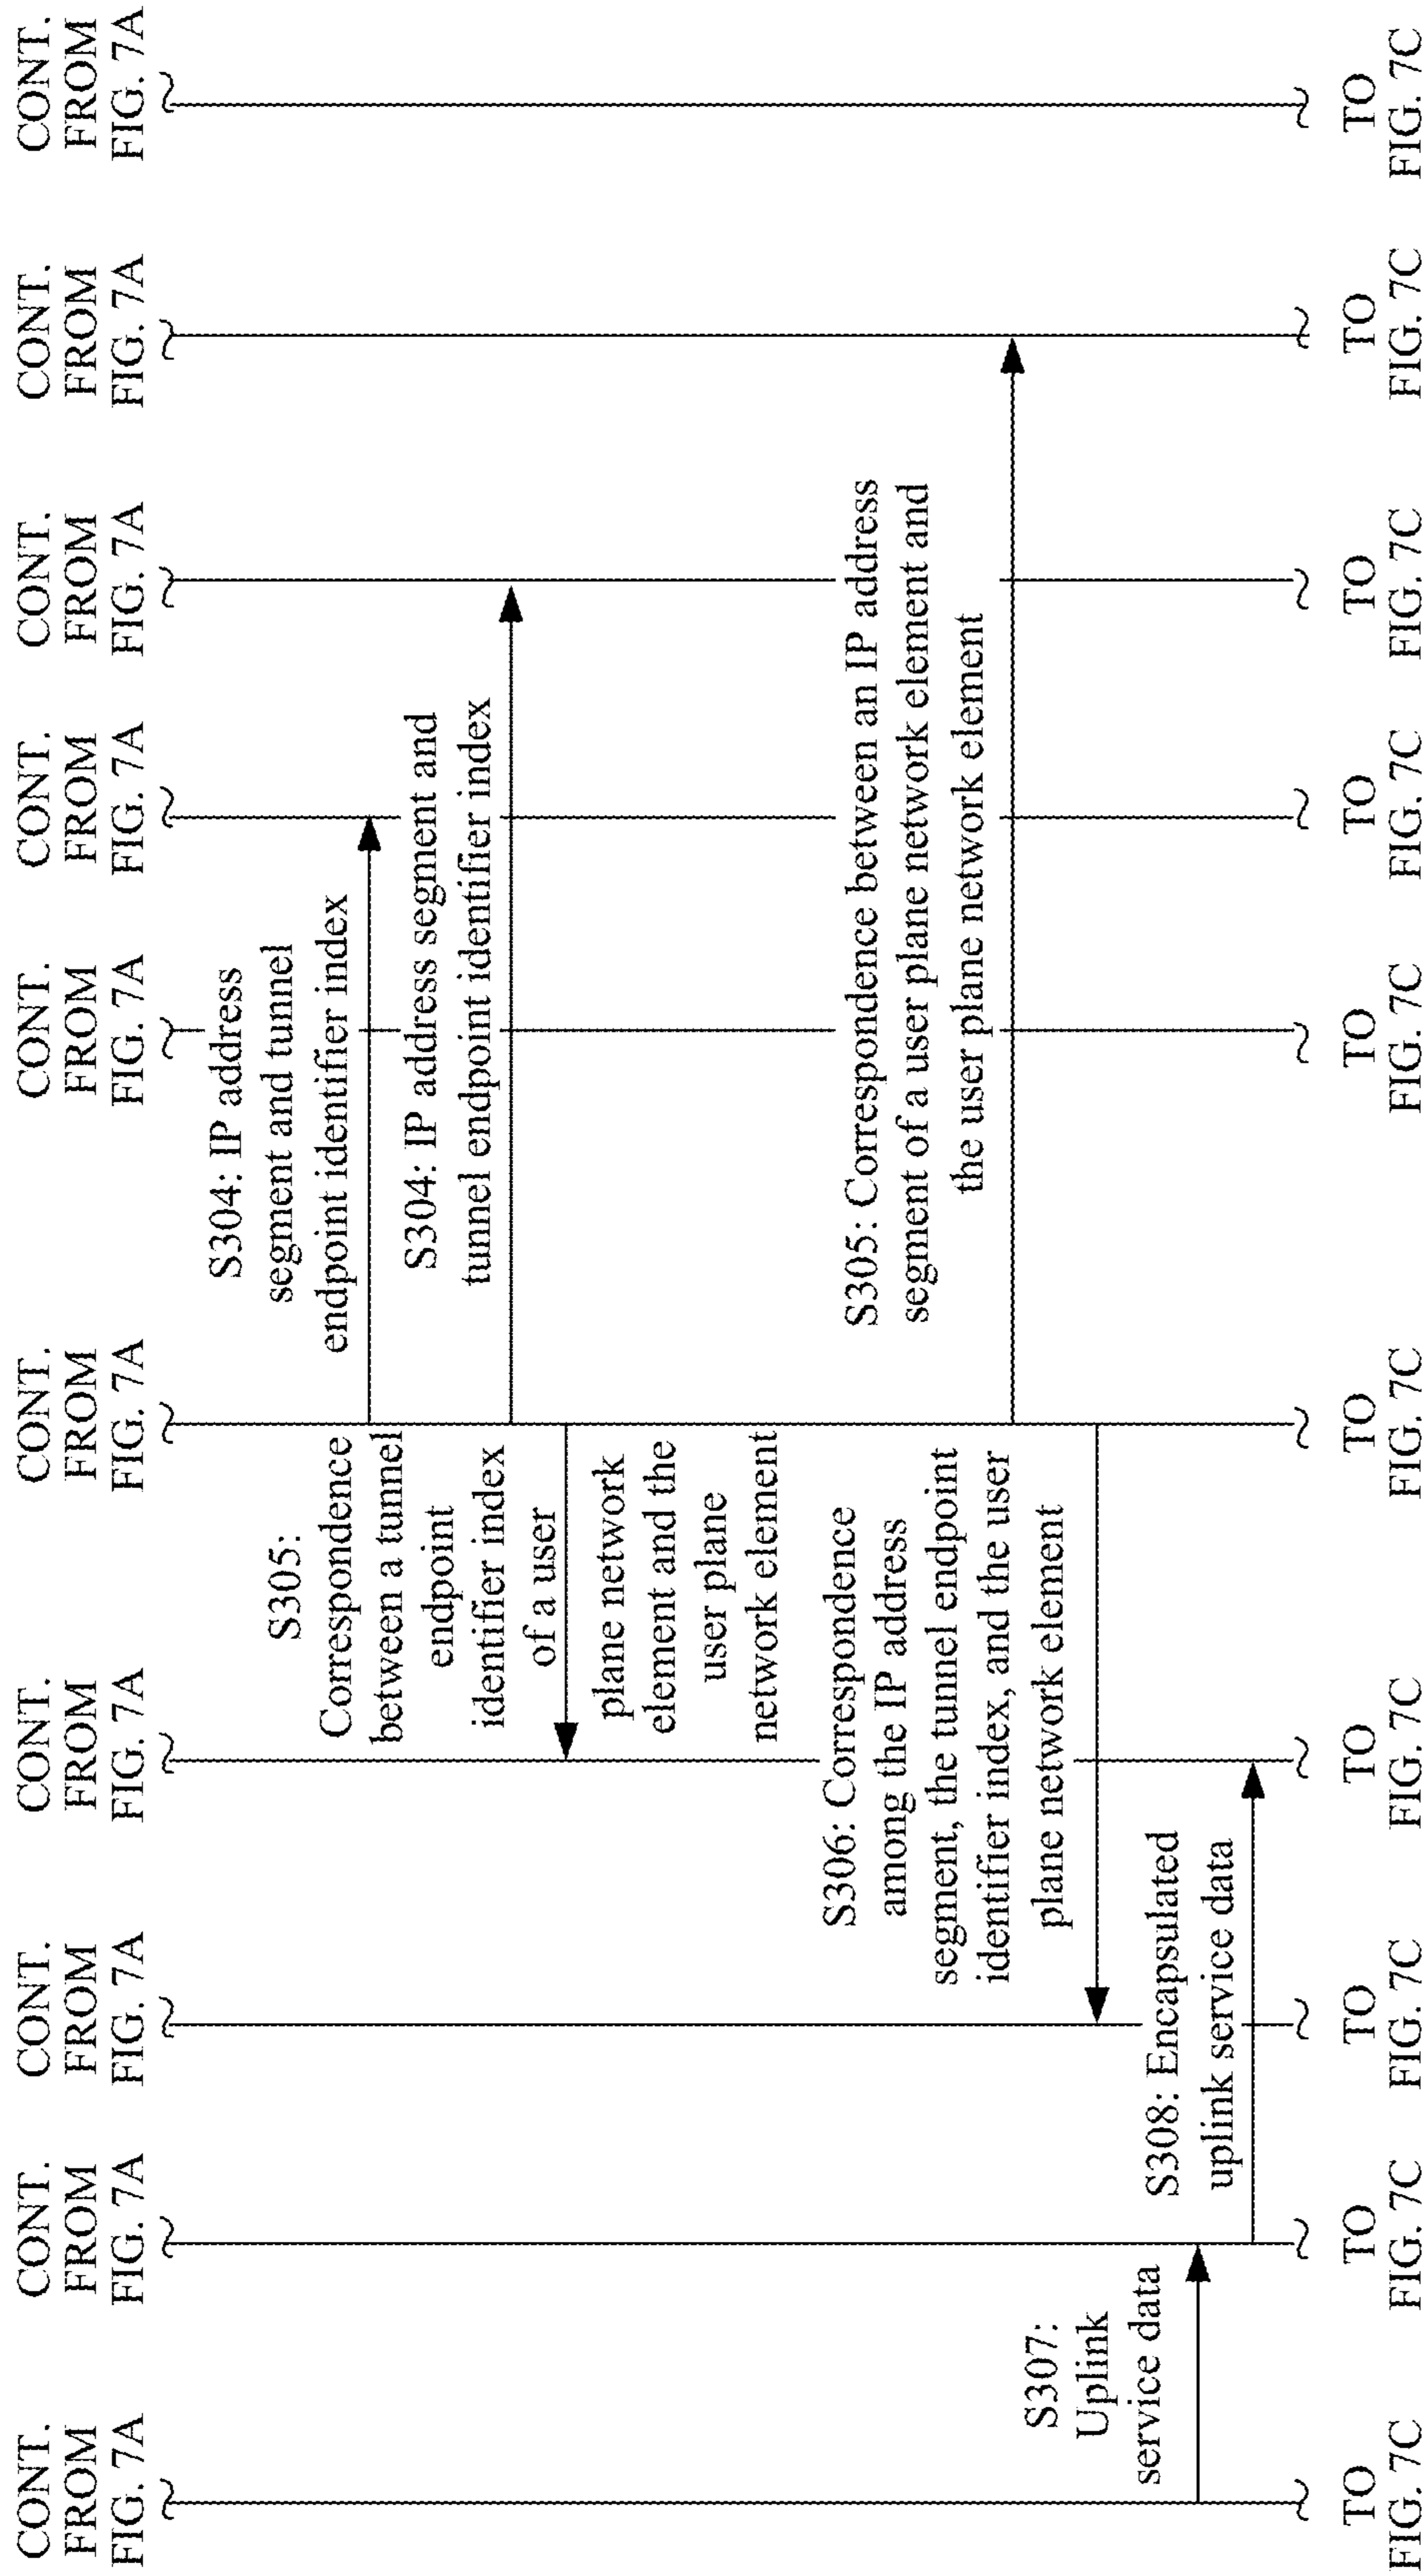 CONT.
FROM
FIG. 7A
CONT.
FROM
FIG. 7A
CONT.
FROM
FIG. 7A
CONT.
FROM
FIG. 7A
CONT.
FROM
FIG. 7A
CONT.
FROM
FIG. 7A
CONT.
FROM
FIG. 7A
CONT.
FROM
FIG. 7A
CONT.
FROM
FIG. 7A
CONT.
FROM
FIG. 7A
S304: IP address
segment and tunnel
endpoint identifier index
S304: IP address segment and
tunnel endpoint identifier index
S305:
Correspondence
between a tunnel
endpoint
identifier index
of a user
plane network
element and the
user plane
network element
S305: Correspondence between an IP address
segment of a user plane network element and
the user plane network element
S306: Correspondence
among the IP address
segment, the tunnel endpoint
identifier index, and the user
plane network element
S307:
Uplink
service data
S308: Encapsulated
uplink service data
TO
FIG. 7C
TO
FIG. 7C
TO
FIG. 7C
TO
FIG. 7C
TO
FIG. 7C
TO
FIG. 7C
TO
FIG. 7C
TO
FIG. 7C
TO
FIG. 7C
TO
FIG. 7C